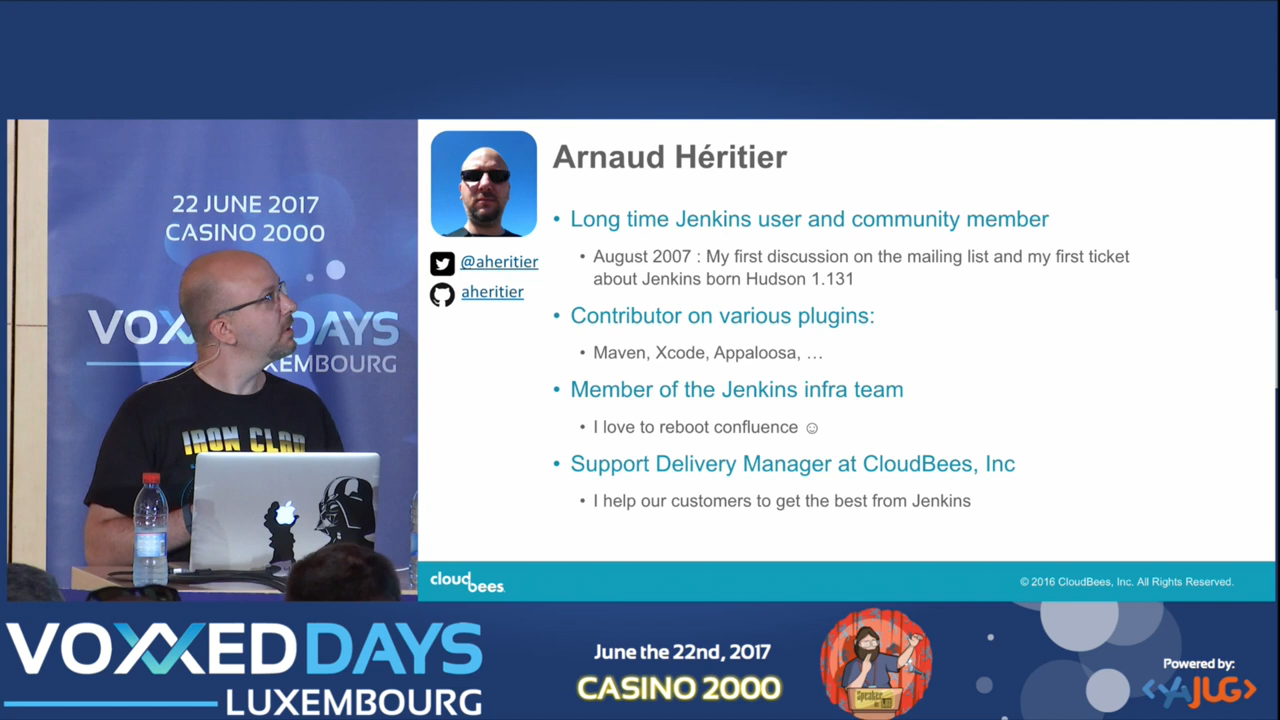 22 JUNE 2017
CASINO 2000
VOXXED DAYS
LUXEMBOURG
IRON CLAD
Arnaud Héritier
@aheritier
aheritier
• Long time Jenkins user and community member
• August 2007 : My first discussion on the mailing list and my first ticket
about Jenkins born Hudson 1.131
• Contributor on various plugins:
• Maven, Xcode, Appaloosa, …
• Member of the Jenkins infra team
• I love to reboot confluence ☺
• Support Delivery Manager at CloudBees, Inc
• I help our customers to get the best from Jenkins
cloud
bees
© 2016 CloudBees, Inc. All Rights Reserved.
VOXXED DAYS
LUXEMBOURG
June the 22nd, 2017
CASINO 2000
Speaker
Powered by:
<YAJUG>